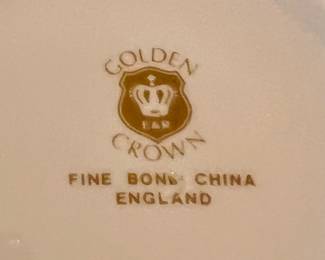 GOLDEN
E&R
CROWN
FINE BONE CHINA
ENGLAND